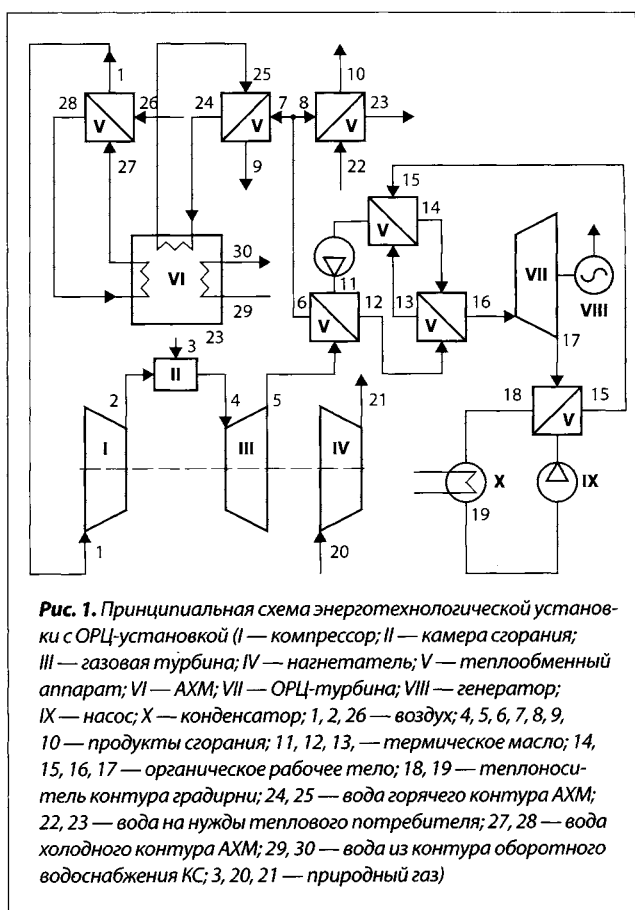 1
25
10
28
V
26
24
V
7
8
V
23
27
9
22
15
V
14
VI
30
29
23
11
6
V
12
13
V
16
VII
VIII
17
3
II
2
4
5
21
18
V
15
I
III
IV
X
IX
19
1
20
Рис. 1. Принципиальная схема энерготехнологической установ-
ки с ОРЦ-установкой (I — компрессор; II — камера сгорания;
III — газовая турбина; IV — нагнетатель; V — теплообменный
аппарат; VI — АХМ; VII — ОРЦ-турбина; VIII — генератор;
IX — насос; X — конденсатор; 1, 2, 26 — воздух; 4, 5, 6, 7, 8, 9,
10 — продукты сгорания; 11, 12, 13, — термическое масло; 14,
15, 16, 17 — органическое рабочее тело; 18, 19 — теплоноси-
тель контура градирни; 24, 25 — вода горячего контура АХМ;
22, 23 — вода на нужды теплового потребителя; 27, 28 — вода
холодного контура АХМ; 29, 30 — вода из контура оборотного
водоснабжения КС; 3, 20, 21 — природный газ)